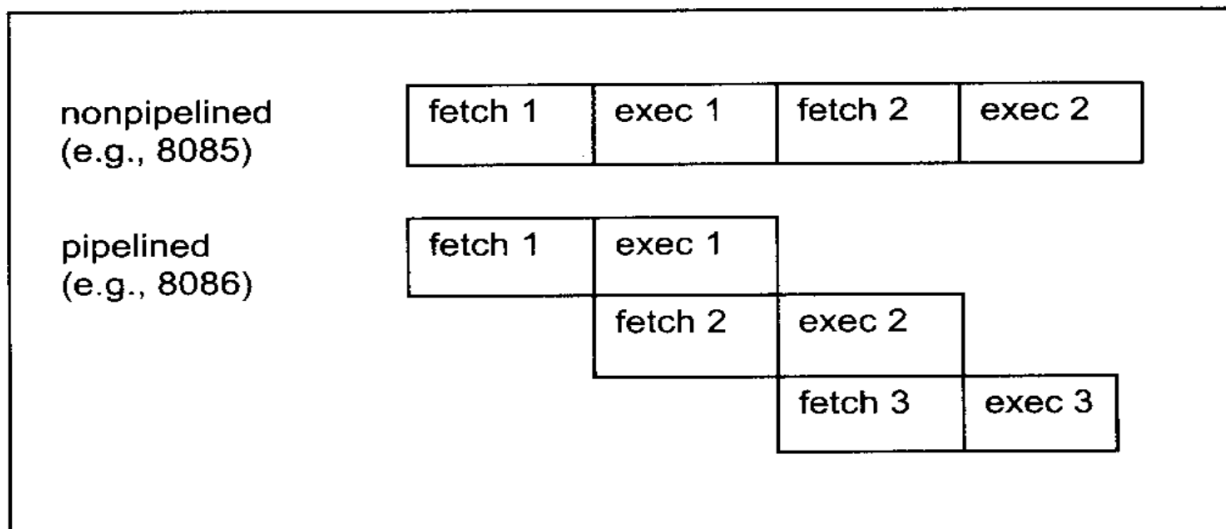 nonpipelined
(e.g., 8085)
fetch 1 exec 1 fetch 2 exec 2
pipelined
(e.g., 8086)
fetch 1 exec 1
fetch 2 exec 2
fetch 3 exec 3